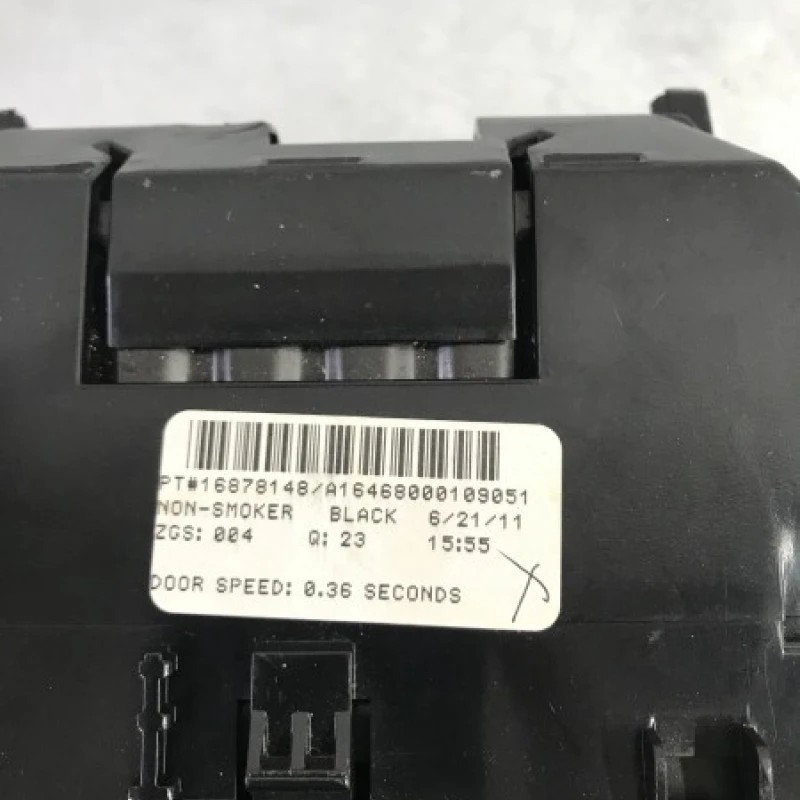 PT#16878148/A16468000109051
NON-SMOKER BLACK 6/21/11
ZGS: 004 Q: 23 15:55
DOOR SPEED: 0.36 SECONDS